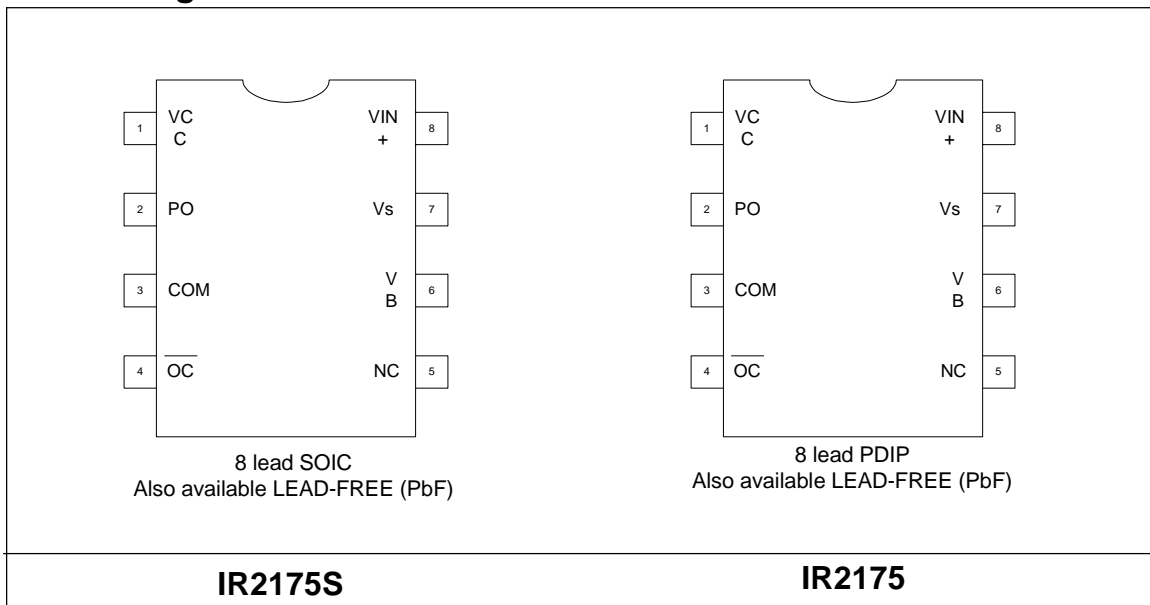 1 VC C VIN + 8
2 PO Vs 7
3 COM V B 6
4 OC NC 5
8 lead SOIC
Also available LEAD-FREE (PbF)
IR2175S
1 VC C VIN + 8
2 PO Vs 7
3 COM V B 6
4 OC NC 5
8 lead PDIP
Also available LEAD-FREE (PbF)
IR2175